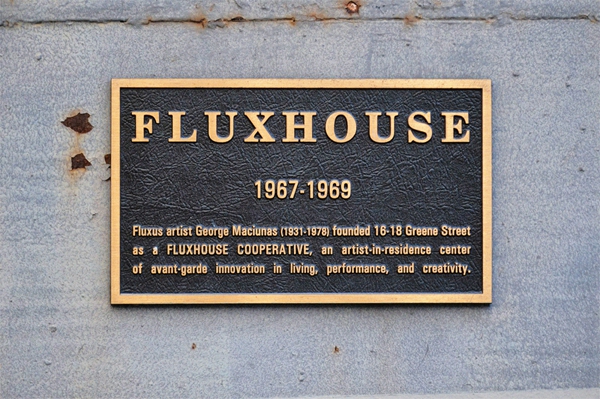 FLUXHOUSE
1967-1969
Fluxus artist George Maciunas (1931-1978) founded 16-18 Greene Street
as a FLUXHOUSE COOPERATIVE, an artist-in-residence center
of avant-garde innovation in living, performance, and creativity.